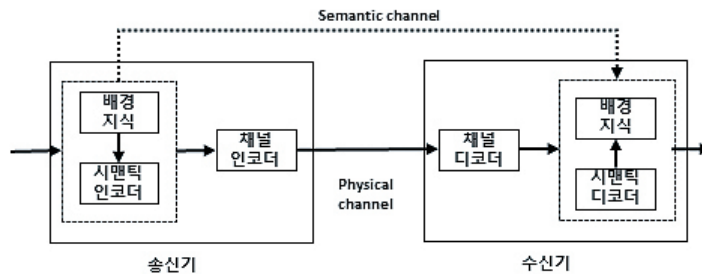 Semantic channel
배경
지식
시맨틱
인코더
채널
인코더
Physical
channel
채널
디코더
배경
지식
시맨틱
디코더
송신기
수신기